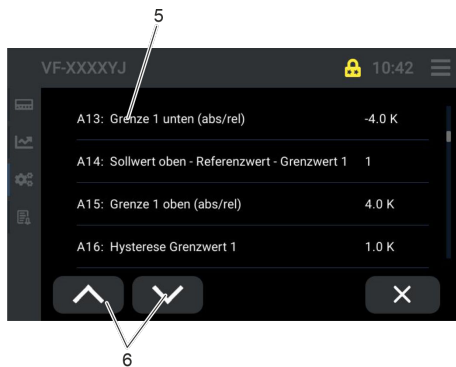 5
VF-XXXXYJ 10:42
A13: Grenze 1 unten (abs/rel) -4.0 K
A14: Sollwert oben - Referenzwert - Grenzwert 1 1
A15: Grenze 1 oben (abs/rel) 4.0 K
A16: Hysterese Grenzwert 1 1.0 K
6